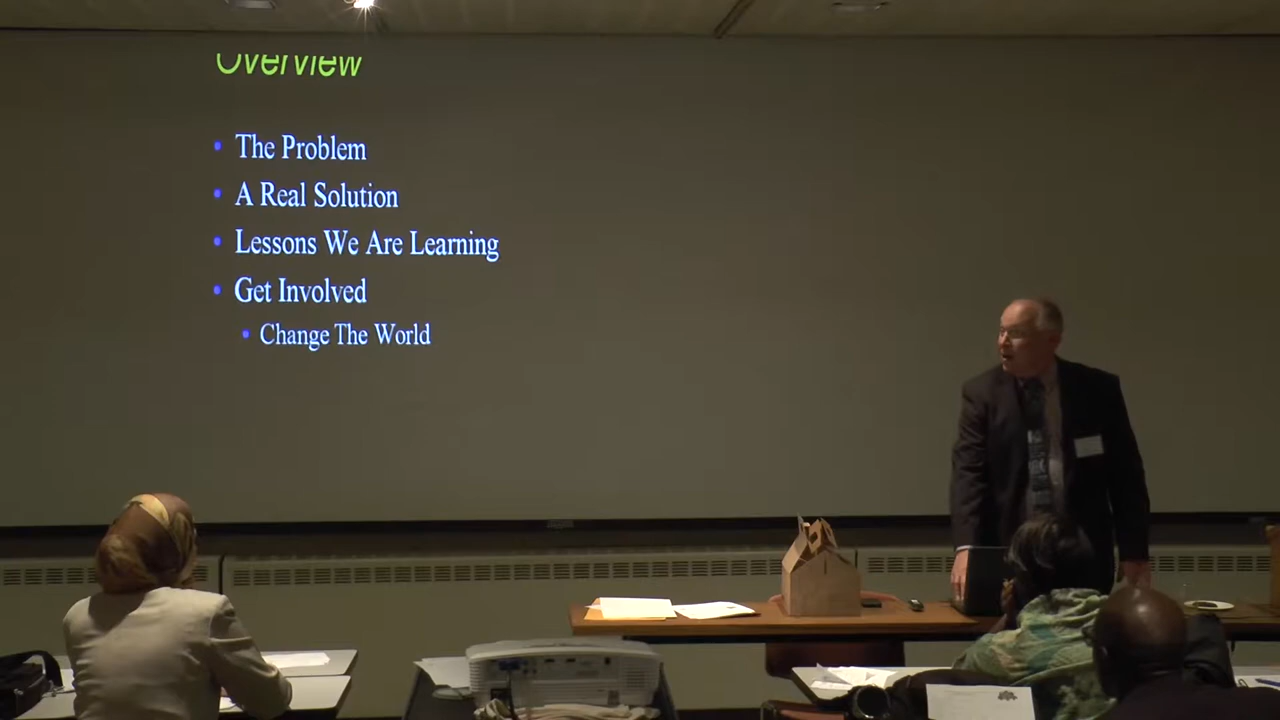 Overview
• The Problem
• A Real Solution
• Lessons We Are Learning
• Get Involved
• Change The World